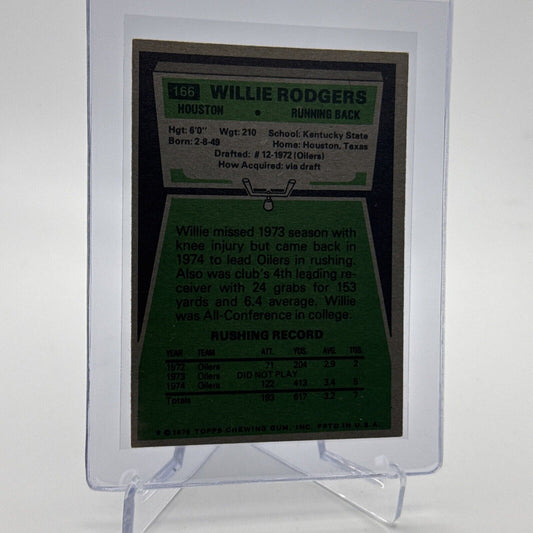 166 WILLIE RODGERS
HOUSTON • RUNNING BACK
Hgt: 6'0" Wgt: 210 School: Kentucky State
Born: 2-8-49 Home: Houston, Texas
Drafted: #12-1972 (Oilers)
How Acquired: via draft
Willie missed 1973 season with
knee injury but came back in
1974 to lead Oilers in rushing.
Also was club's 4th leading re-
ceiver with 24 grabs for 153
yards and 6.4 average. Willie
was All-Conference in college.
RUSHING RECORD
YEAR TEAM ATT. YDS. AVG. TDS.
1972 Oilers 71 204 2.9 2
1973 Oilers DID NOT PLAY
1974 Oilers 122 413 3.4 5
Totals 193 617 3.2 7
© 1975 TOPPS CHEWING GUM, INC. PRTD IN U.S.A.